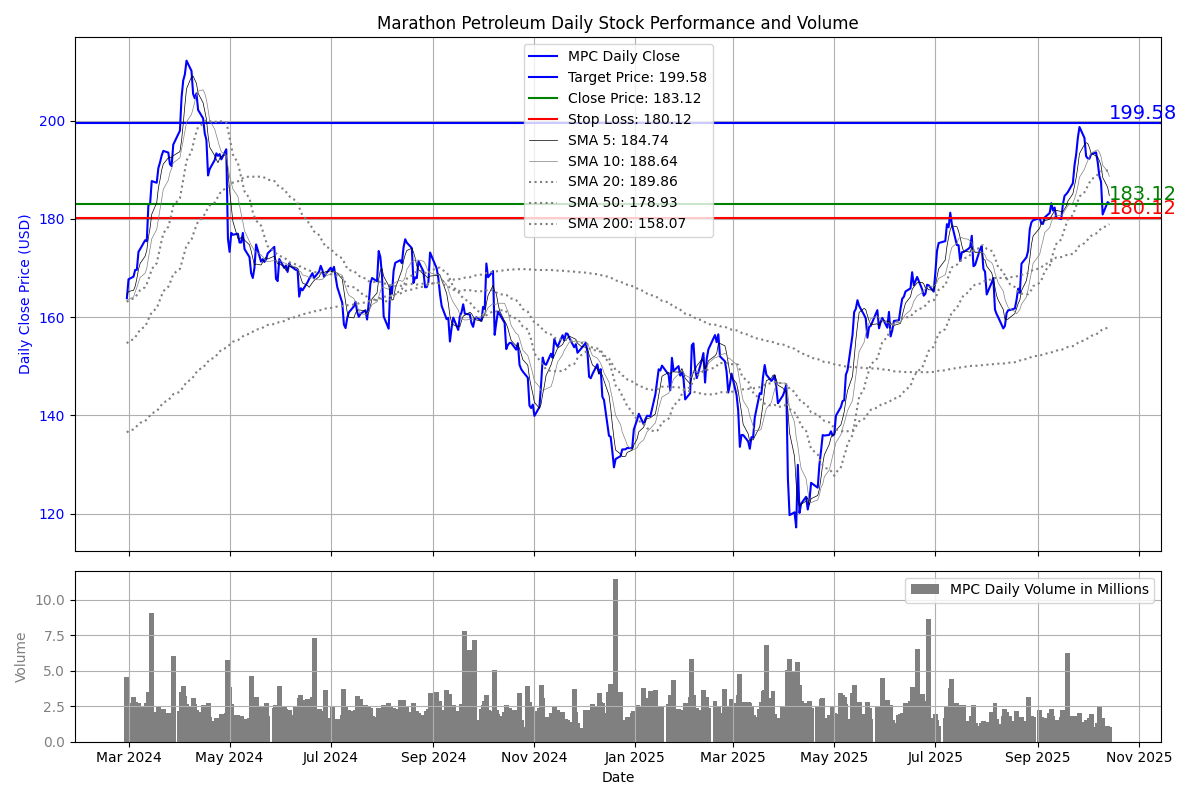 Marathon Petroleum Daily Stock Performance and Volume
MPC Daily Close
Target Price: 199.58
Close Price: 183.12
Stop Loss: 180.12
SMA 5: 184.74
SMA 10: 188.64
SMA 20: 189.86
SMA 50: 178.93
SMA 200: 158.07
199.58
183.12
180.12
Daily Close Price (USD)
200
180
160
140
120
MPC Daily Volume in Millions
Volume
10.0
7.5
5.0
2.5
0.0
Mar 2024 May 2024 Jul 2024 Sep 2024 Nov 2024 Jan 2025 Mar 2025 May 2025 Jul 2025 Sep 2025 Nov 2025
Date